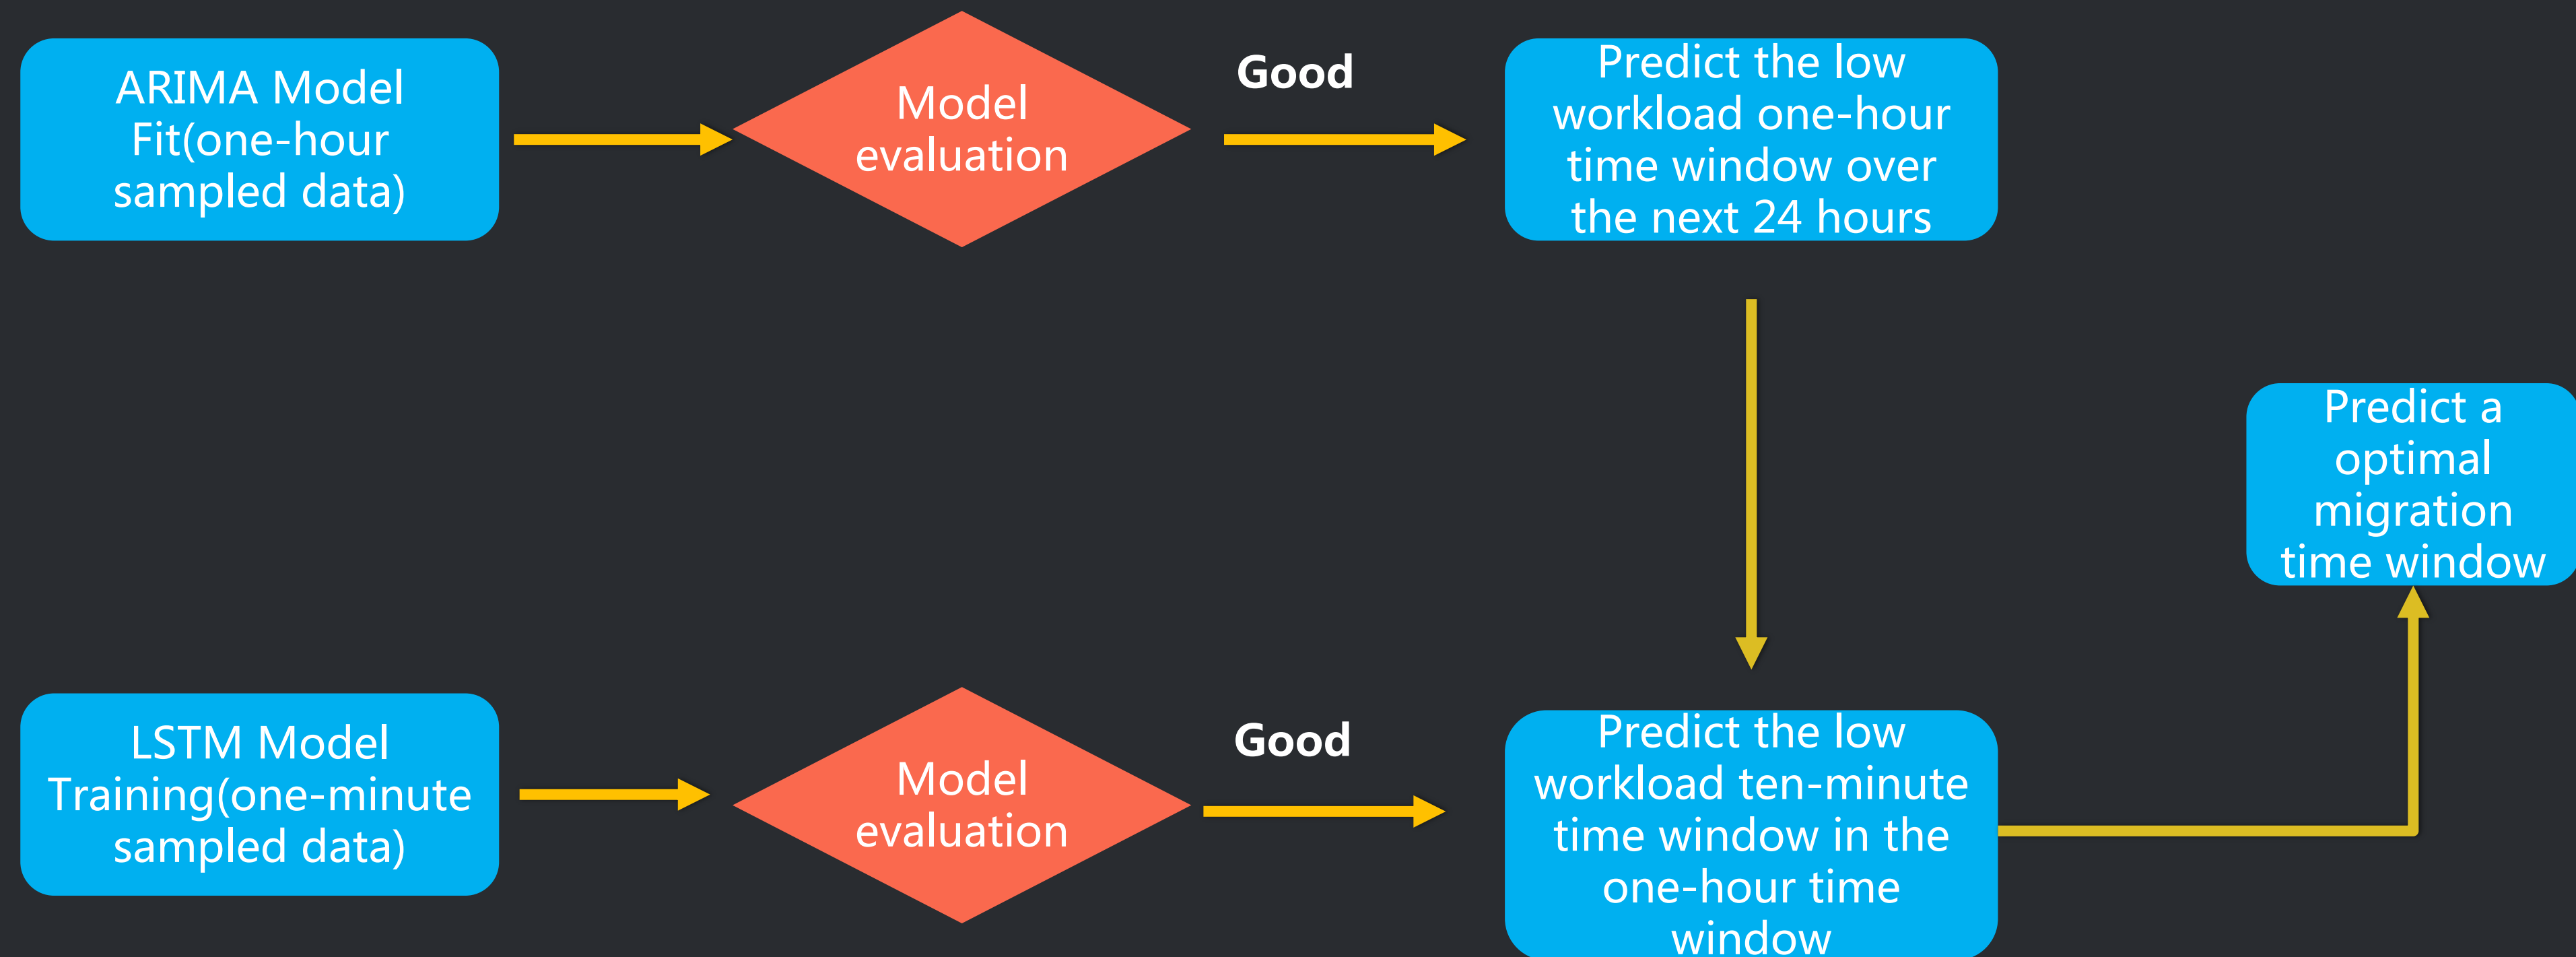 ARIMA Model
Fit(one-hour
sampled data)
Model
evaluation
Good
Predict the low
workload one-hour
time window over
the next 24 hours
Predict a
optimal
migration
time window
LSTM Model
Training(one-minute
sampled data)
Model
evaluation
Good
Predict the low
workload ten-minute
time window in the
one-hour time
window